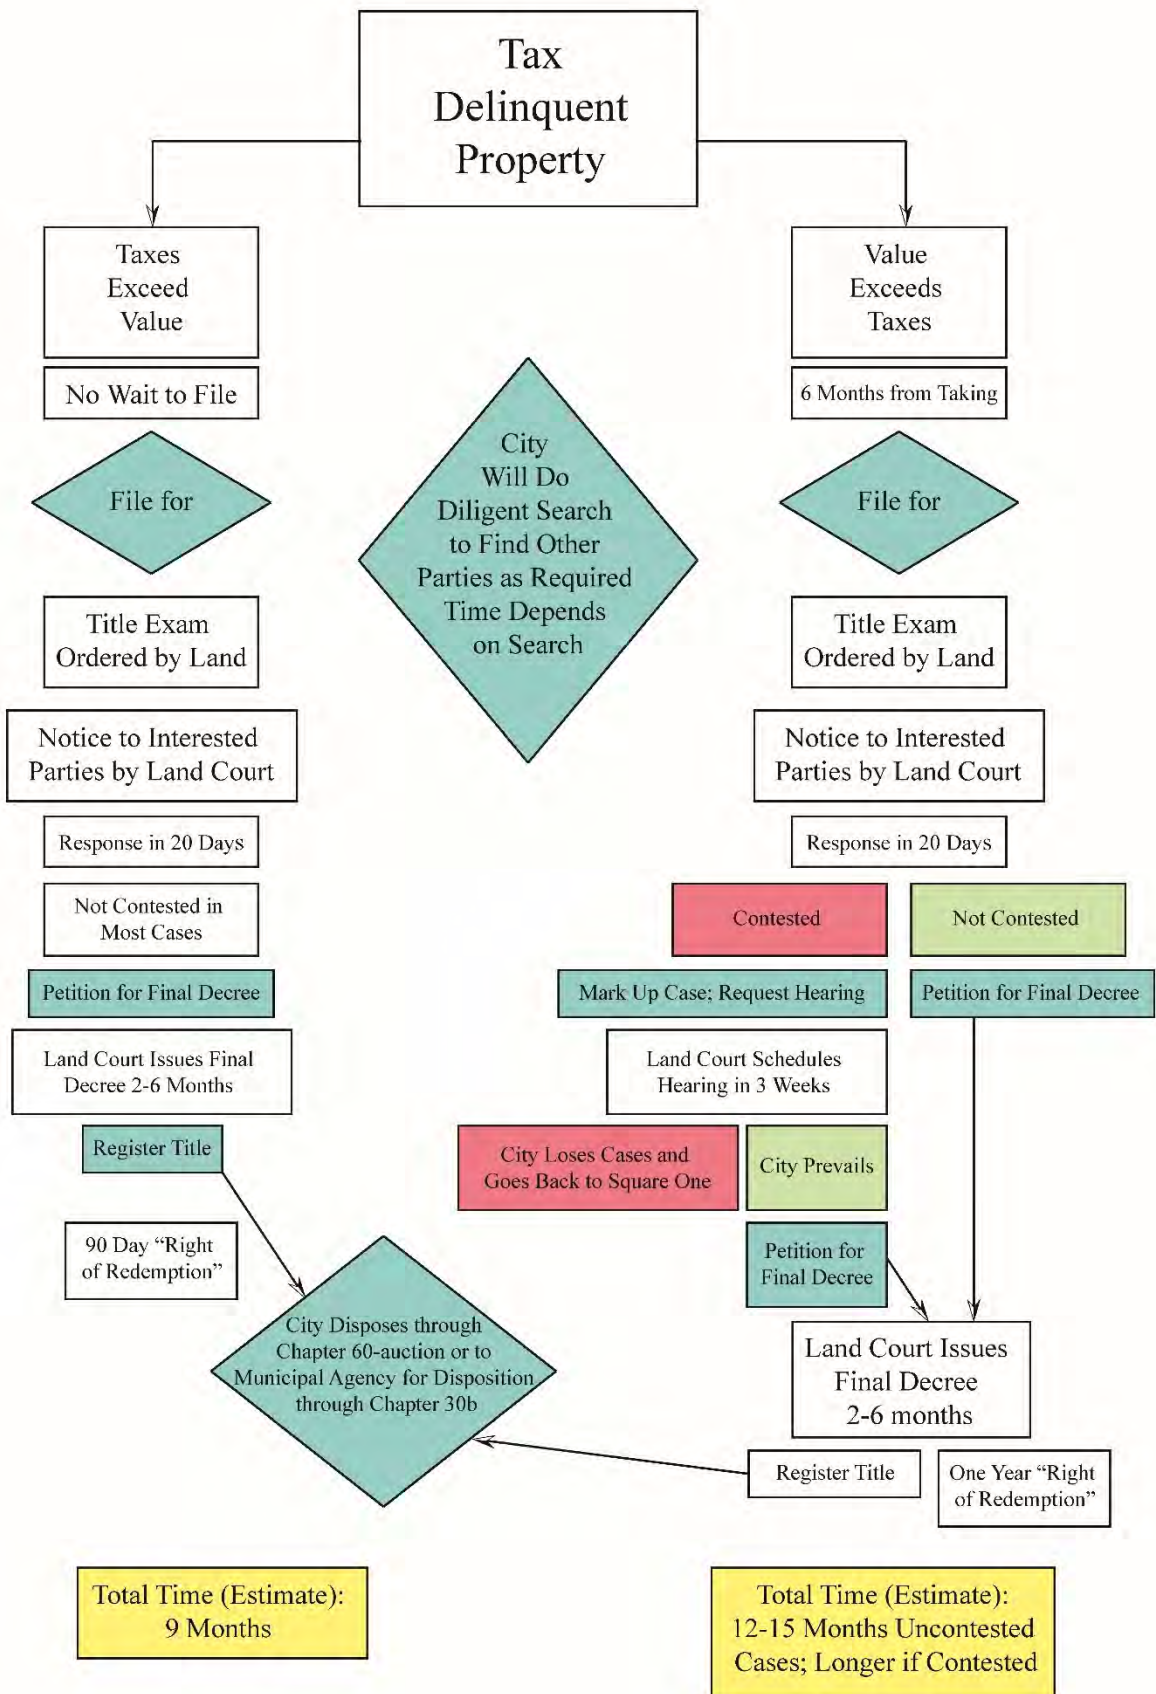 Tax
Delinquent
Property
Taxes
Exceed
Value
No Wait to File
File for
Title Exam
Ordered by Land
Notice to Interested
Parties by Land Court
Response in 20 Days
Not Contested in
Most Cases
Petition for Final Decree
Land Court Issues Final
Decree 2-6 Months
Register Title
90 Day “Right
of Redemption”
City
Will Do
Diligent Search
to Find Other
Parties as Required
Time Depends
on Search
Value
Exceeds
Taxes
6 Months from Taking
File for
Title Exam
Ordered by Land
Notice to Interested
Parties by Land Court
Response in 20 Days
Contested
Not Contested
Mark Up Case; Request Hearing
Petition for Final Decree
Land Court Schedules
Hearing in 3 Weeks
City Loses Cases and
Goes Back to Square One
City Prevails
Petition for
Final Decree
Land Court Issues
Final Decree
2-6 months
Register Title
One Year “Right
of Redemption”
City Disposes through
Chapter 60-auction or to
Municipal Agency for Disposition
through Chapter 30b
Total Time (Estimate):
9 Months
Total Time (Estimate):
12-15 Months Uncontested
Cases; Longer if Contested